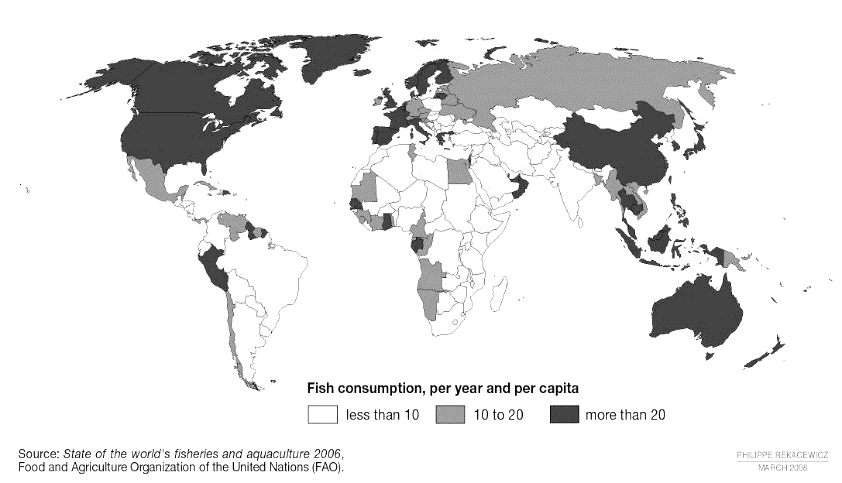 Fish consumption, per year and per capita
less than 10 10 to 20 more than 20
Source: State of the world's fisheries and aquaculture 2006,
Food and Agriculture Organization of the United Nations (FAO).
PHILIPPE REKACEWICZ
MARCH 2008